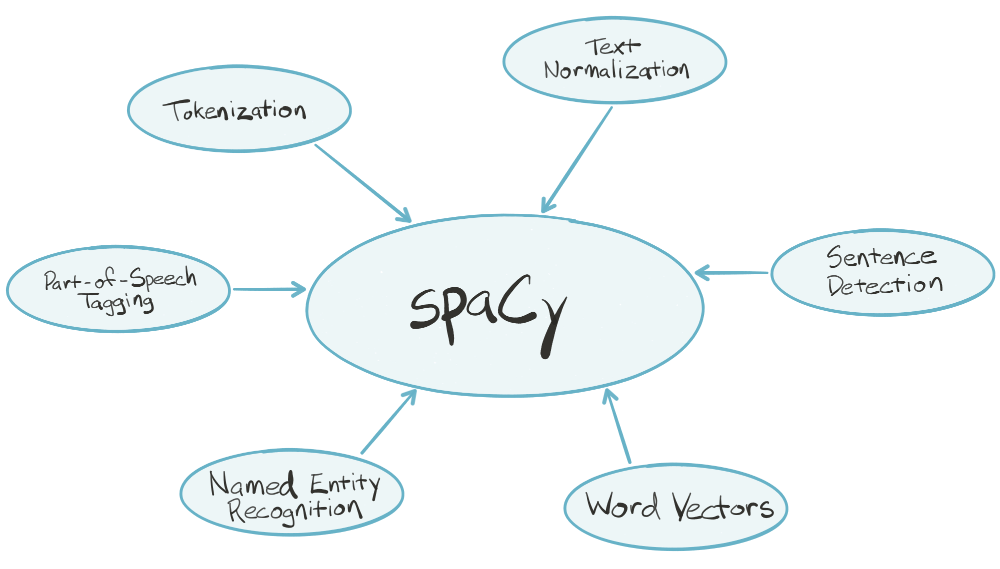 Text
Normalization
Tokenization
Sentence
Detection
Part-of-Speech
Tagging
spaCy
Named Entity
Recognition
Word Vectors